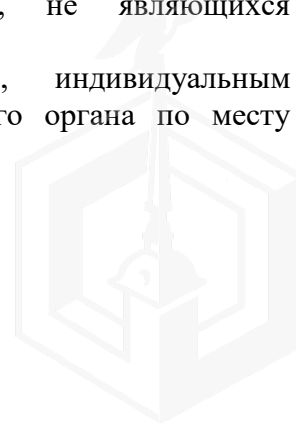 , не являющихся
, индивидуальным
го органа по месту